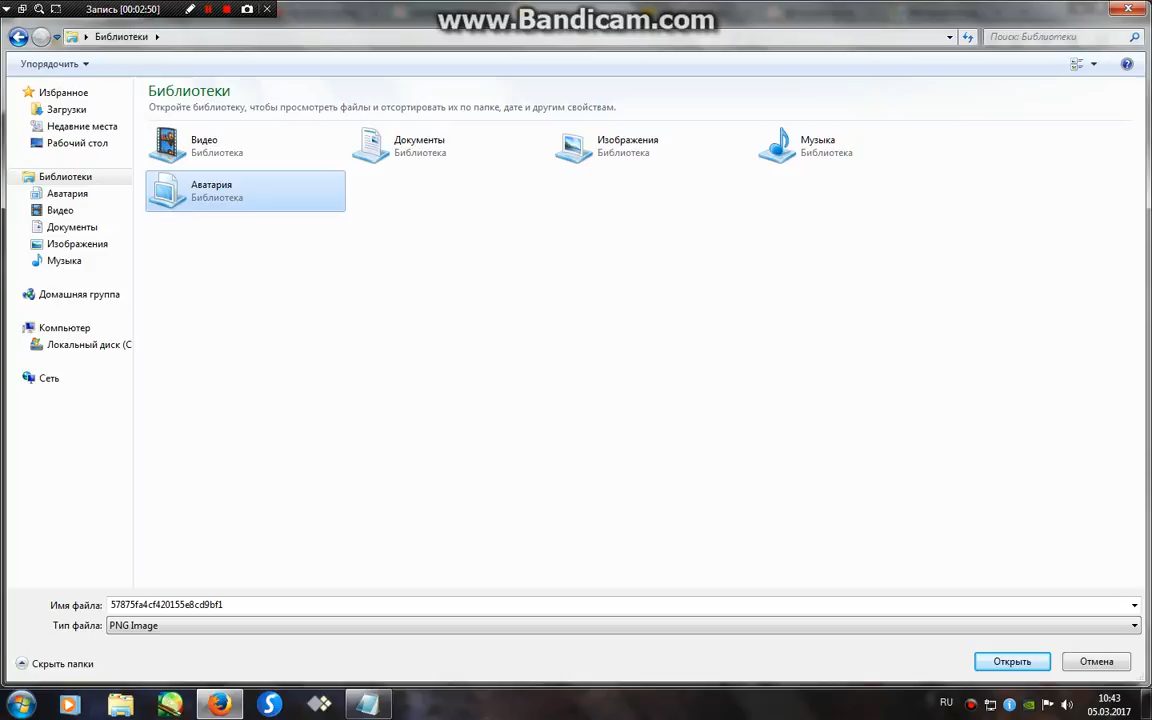 Запись [00:02:50]
www.Bandicam.com
Библиотеки
Поиск: Библиотеки
Упорядочить
Избранное
Загрузки
Недавние места
Рабочий стол
Библиотеки
Аватария
Видео
Документы
Изображения
Музыка
Домашняя группа
Компьютер
Локальный диск (C
Сеть
Библиотеки
Откройте библиотеку, чтобы просмотреть файлы и отсортировать их по папке, дате и другим свойствам.
Видео
Библиотека
Документы
Библиотека
Изображения
Библиотека
Музыка
Библиотека
Аватария
Библиотека
Имя файла: 57875fa4cf420155e8cd9bf1
Тип файла: PNG Image
Скрыть папки
Открыть
Отмена
RU
10:43
05.03.2017